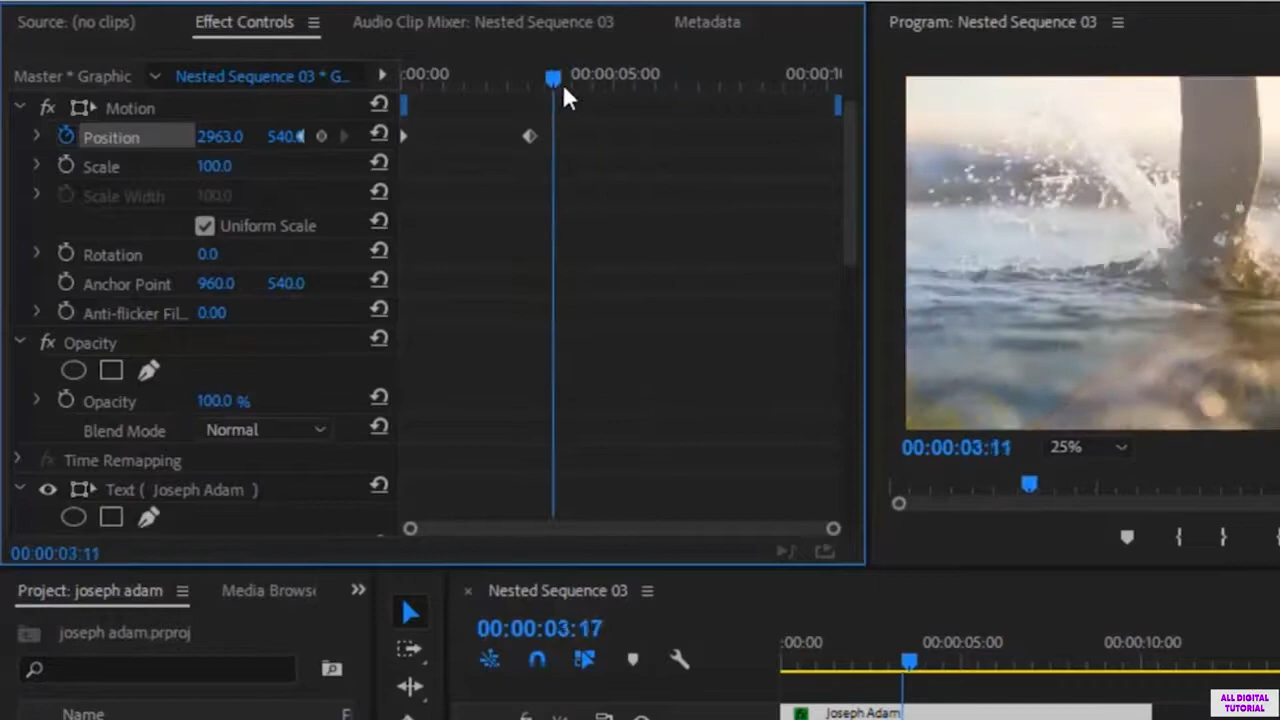 Source: (no clips)
Effect Controls
Audio Clip Mixer: Nested Sequence 03
Metadata
Program: Nested Sequence 03
Master * Graphic
Nested Sequence 03 * G...
:00:00
00:00:05:00
00:00:10
fx
Motion
Position
2963.0
540.
Scale
100.0
Scale Width
100.0
Uniform Scale
Rotation
0.0
Anchor Point
960.0
540.0
Anti-flicker Fil...
0.00
fx
Opacity
Opacity
100.0 %
Blend Mode
Normal
fx
Time Remapping
Text ( Joseph Adam )
00:00:03:11
00:00:03:11
25%
Project: joseph adam
Media Brows
Nested Sequence 03
joseph adam.prproj
00:00:03:17
:00:00
00:00:05:00
00:00:10:00
Name
F
Joseph Adam
ALL DIGITAL
TUTORIAL